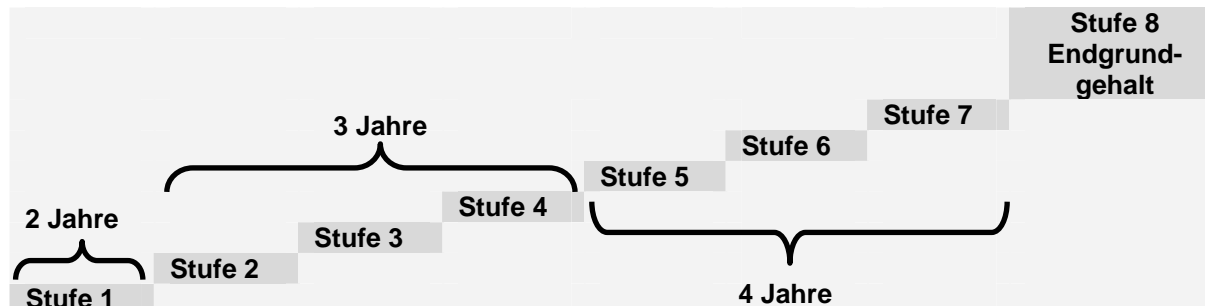 Stufe 8
Endgrund-
gehalt
Stufe 7
3 Jahre
Stufe 6
Stufe 5
Stufe 4
2 Jahre
Stufe 3
Stufe 2
4 Jahre
Stufe 1